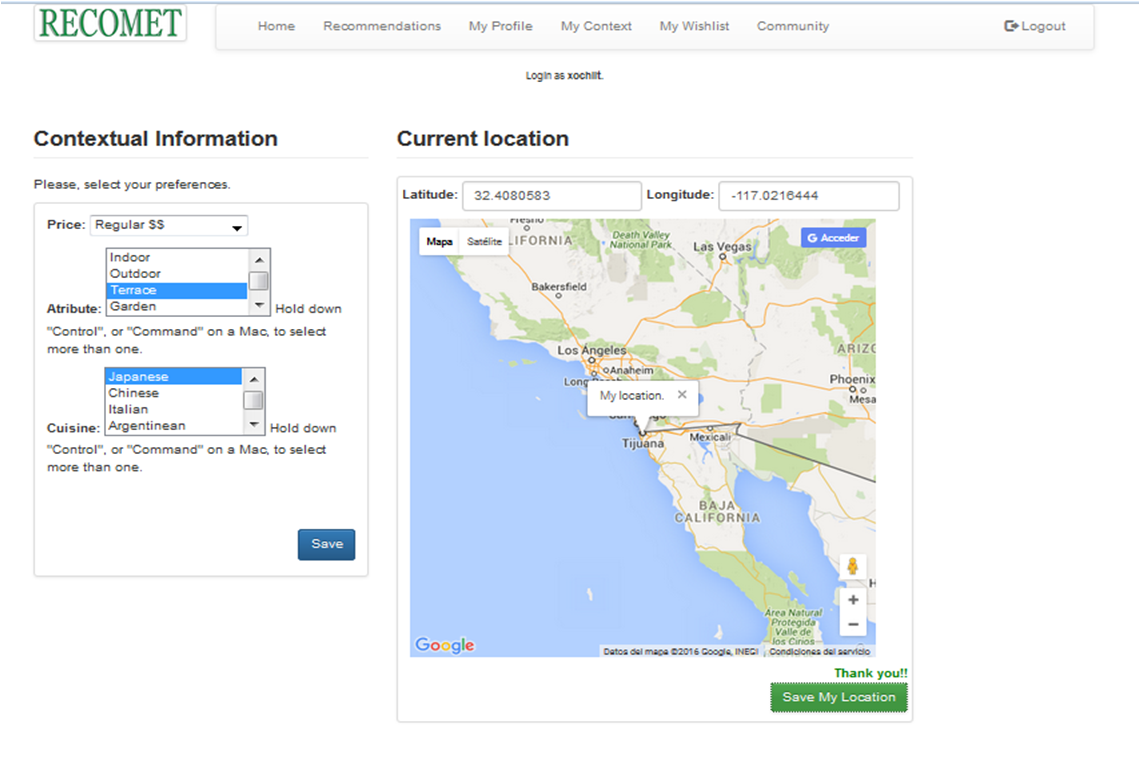 RECOMET
Home Recommendations My Profile My Context My Wishlist Community Logout
Login as xochilt.
Contextual Information
Please, select your preferences.
Price: Regular $$
Indoor
Outdoor
Terrace
Garden
Atribute: Hold down
"Control", or "Command" on a Mac, to select
more than one.
Japanese
Chinese
Italian
Argentinean
Cuisine: Hold down
"Control", or "Command" on a Mac, to select
more than one.
Save
Current location
Latitude: 32.4080583 Longitude: -117.0216444
Mapa Satélite
G Acceder
Fresno
LIFORNIA
Death Valley
National Park
Las Vegas
Bakersfield
Los Ángeles
Anaheim
Long
ARIZO
Phoenix
Mesa
My location. ×
Tijuana
Mexicali
BAJA
CALIFORNIA
Área Natural
Protegida
Valle de
los Cirios
H
+
−
Google
Datos del mapa ©2016 Google, INEGI Condiciones del servicio
Thank you!!
Save My Location